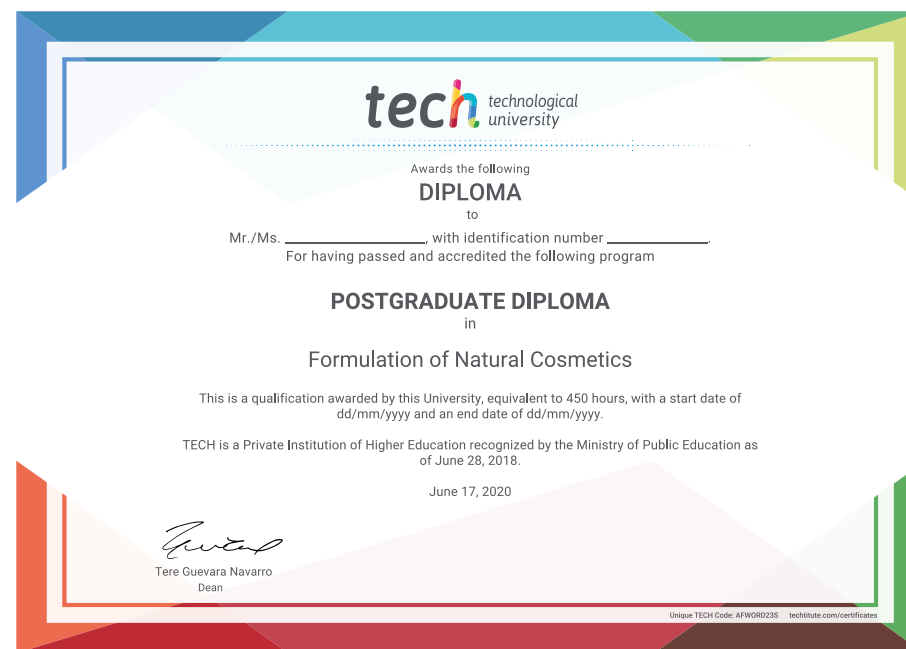 tech technological
university
Awards the following
DIPLOMA
to
Mr./Ms. ____________________, with identification number ______________.
For having passed and accredited the following program
POSTGRADUATE DIPLOMA
in
Formulation of Natural Cosmetics
This is a qualification awarded by this University, equivalent to 450 hours, with a start date of
dd/mm/yyyy and an end date of dd/mm/yyyy.
TECH is a Private Institution of Higher Education recognized by the Ministry of Public Education as
of June 28, 2018.
June 17, 2020
Tere Guevara Navarro
Dean
Unique TECH Code: AFWORD23S techtitute.com/certificates